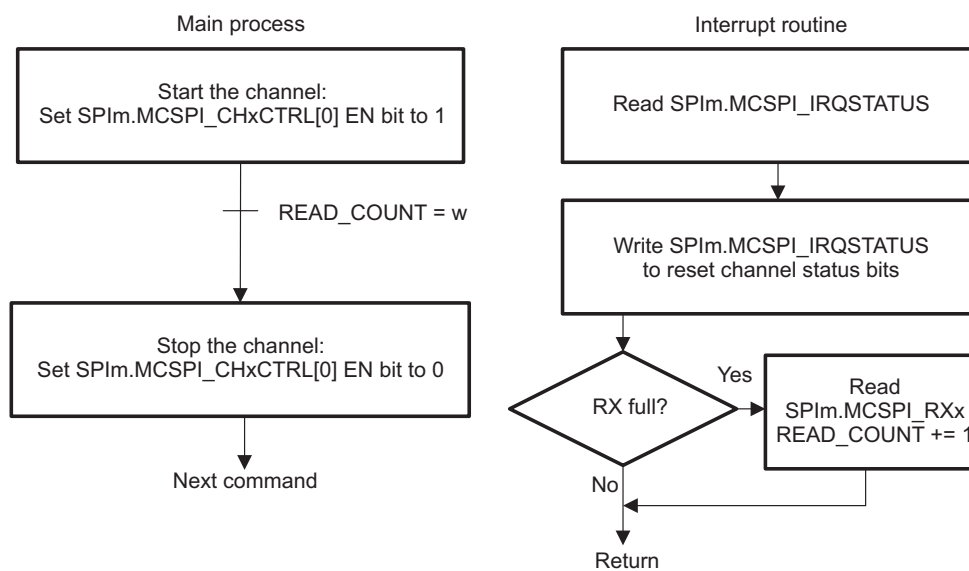 Main process
Start the channel:
Set SPIm.MCSPI_CHxCTRL[0] EN bit to 1
READ_COUNT = w
Stop the channel:
Set SPIm.MCSPI_CHxCTRL[0] EN bit to 0
Next command
Interrupt routine
Read SPIm.MCSPI_IRQSTATUS
Write SPIm.MCSPI_IRQSTATUS
to reset channel status bits
RX full?
Yes
Read
SPIm.MCSPI_RXx
READ_COUNT += 1
No
Return